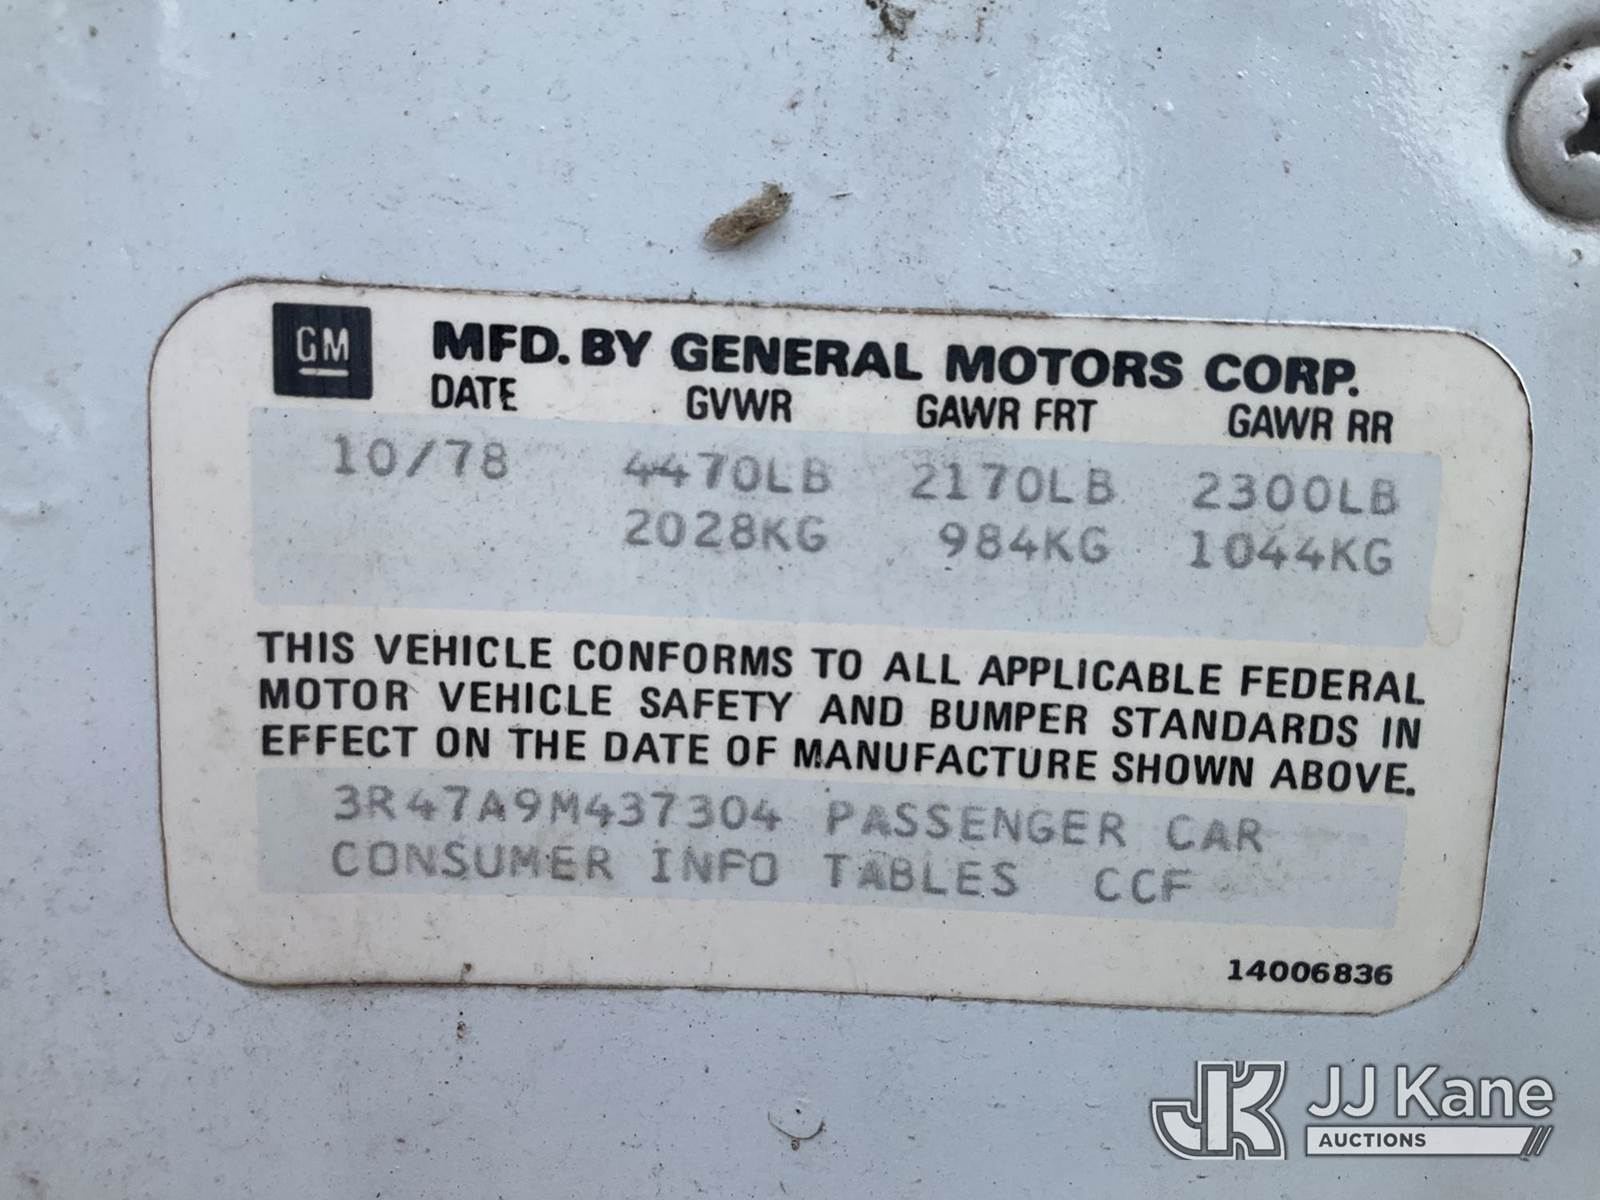 GM MFD. BY GENERAL MOTORS CORP.
DATE GVWR GAWR FRT GAWR RR
10/78 4470LB 2170LB 2300LB
2028KG 984KG 1044KG
THIS VEHICLE CONFORMS TO ALL APPLICABLE FEDERAL
MOTOR VEHICLE SAFETY AND BUMPER STANDARDS IN
EFFECT ON THE DATE OF MANUFACTURE SHOWN ABOVE.
3R47A9M437304 PASSENGER CAR
CONSUMER INFO TABLES CCF
14006836
JK JJ Kane
AUCTIONS